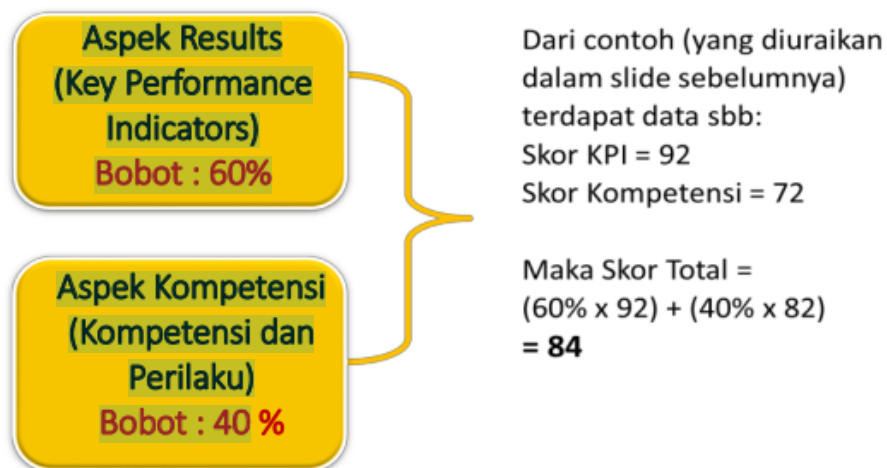 Aspek Results
(Key Performance
Indicators)
Bobot : 60%
Aspek Kompetensi
(Kompetensi dan
Perilaku)
Bobot : 40 %
Dari contoh (yang diuraikan
dalam slide sebelumnya)
terdapat data sbb:
Skor KPI = 92
Skor Kompetensi = 72
Maka Skor Total =
(60% x 92) + (40% x 82)
= 84